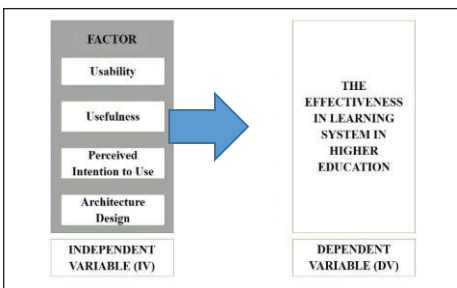 FACTOR
Usability
Usefulness
Perceived
Intention to Use
Architecture
Design
INDEPENDENT
VARIABLE (IV)
THE
EFFECTIVENESS
IN LEARNING
SYSTEM IN
HIGHER
EDUCATION
DEPENDENT
VARIABLE (DV)